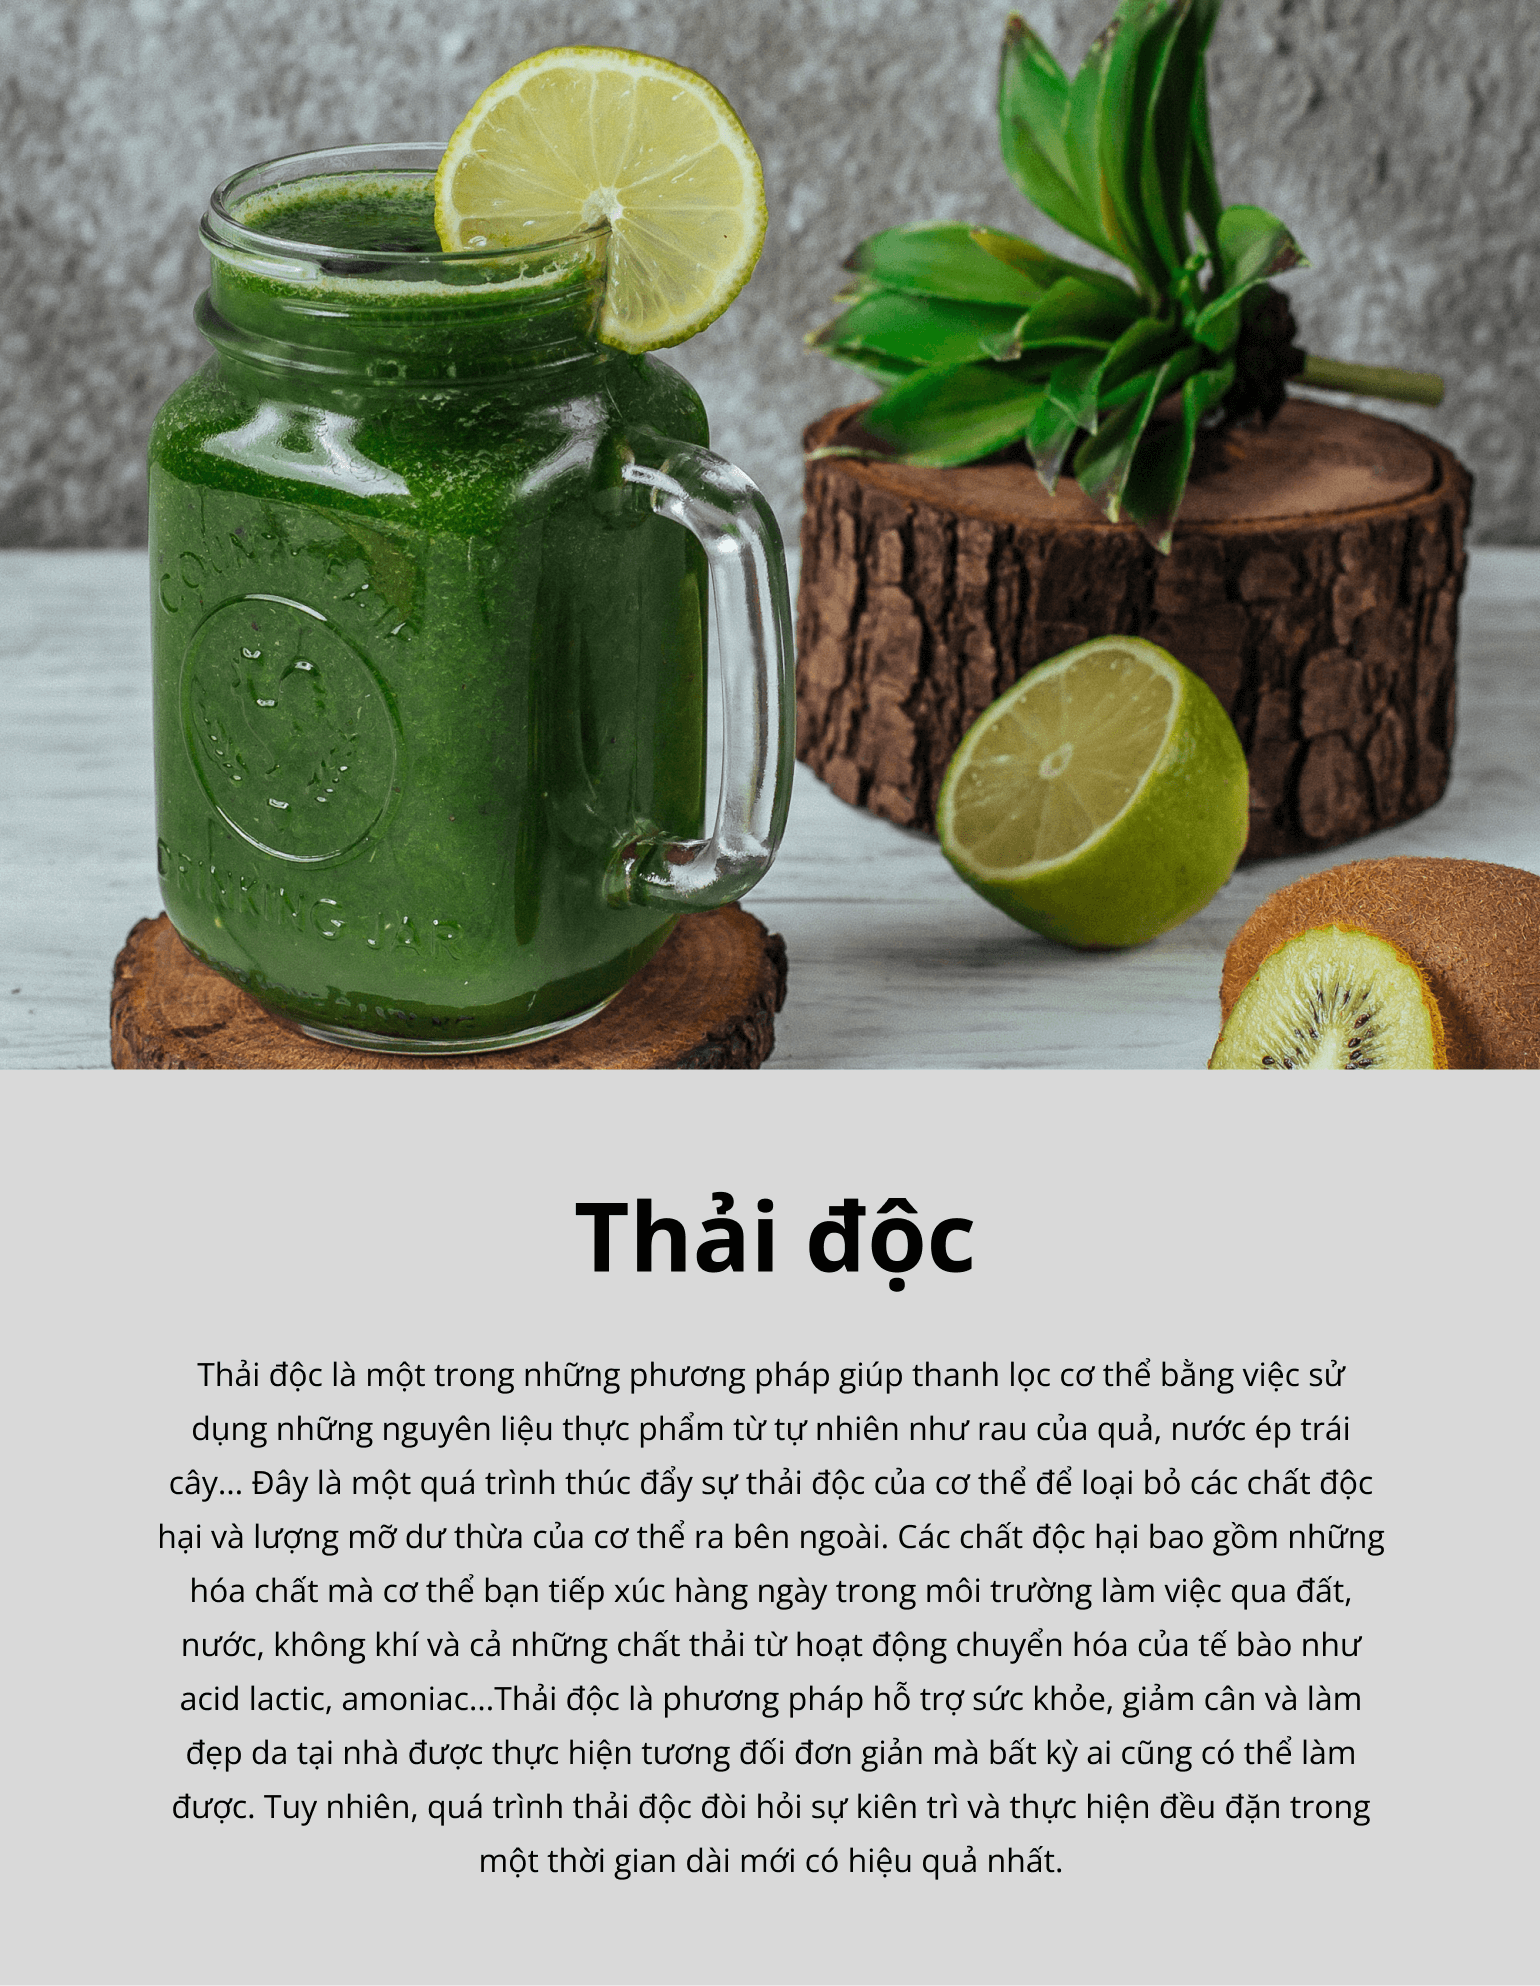 DRINKING JAR
Thải độc
Thải độc là một trong những phương pháp giúp thanh lọc cơ thể bằng việc sử
dụng những nguyên liệu thực phẩm từ tự nhiên như rau của quả, nước ép trái
cây... Đây là một quá trình thúc đẩy sự thải độc của cơ thể để loại bỏ các chất độc
hại và lượng mỡ dư thừa của cơ thể ra bên ngoài. Các chất độc hại bao gồm những
hóa chất mà cơ thể bạn tiếp xúc hàng ngày trong môi trường làm việc qua đất,
nước, không khí và cả những chất thải từ hoạt động chuyển hóa của tế bào như
acid lactic, amoniac...Thải độc là phương pháp hỗ trợ sức khỏe, giảm cân và làm
đẹp da tại nhà được thực hiện tương đối đơn giản mà bất kỳ ai cũng có thể làm
được. Tuy nhiên, quá trình thải độc đòi hỏi sự kiên trì và thực hiện đều đặn trong
một thời gian dài mới có hiệu quả nhất.